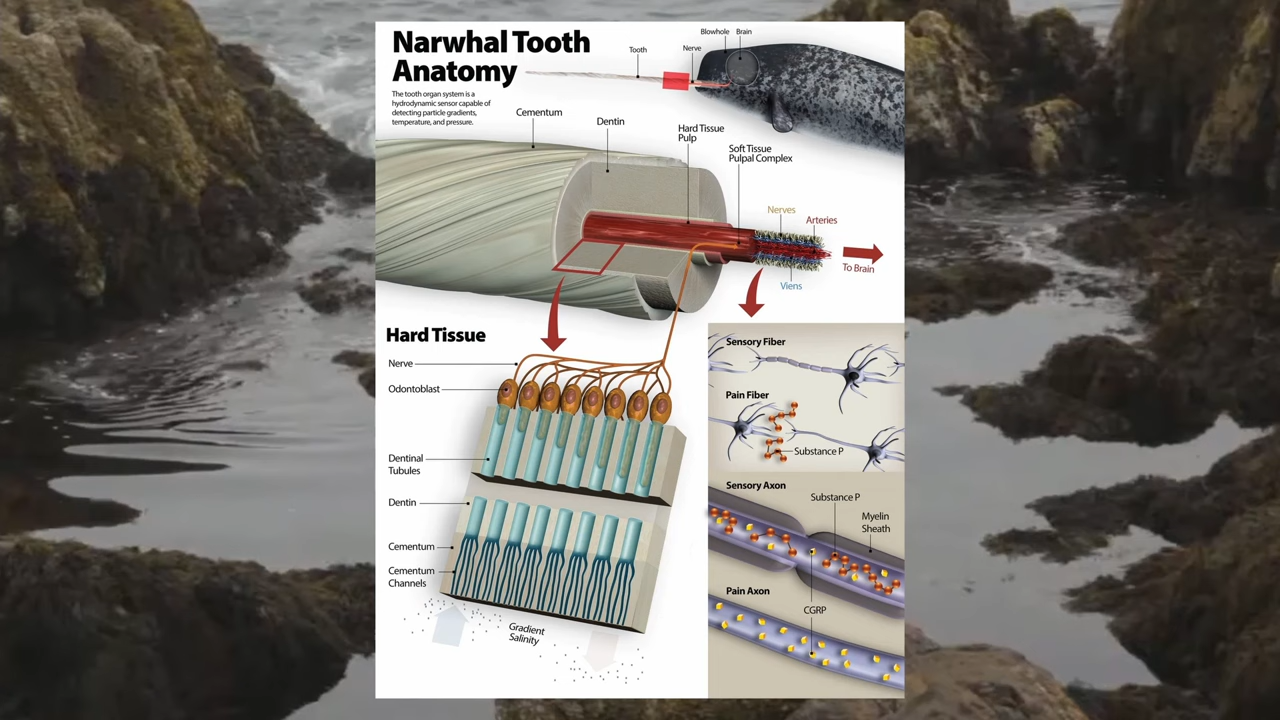 Narwhal Tooth
Anatomy
The tooth organ system is a
hydrodynamic sensor capable of
detecting particle gradients,
temperature, and pressure.
Blowhole
Brain
Tooth
Nerve
Cementum
Dentin
Hard Tissue
Pulp
Soft Tissue
Pulpal Complex
Nerves
Arteries
To Brain
Viens
Hard Tissue
Nerve
Odontoblast
Dentinal
Tubules
Dentin
Cementum
Cementum
Channels
Gradient
Salinity
Sensory Fiber
Pain Fiber
Substance P
Sensory Axon
Substance P
Myelin
Sheath
Pain Axon
CGRP